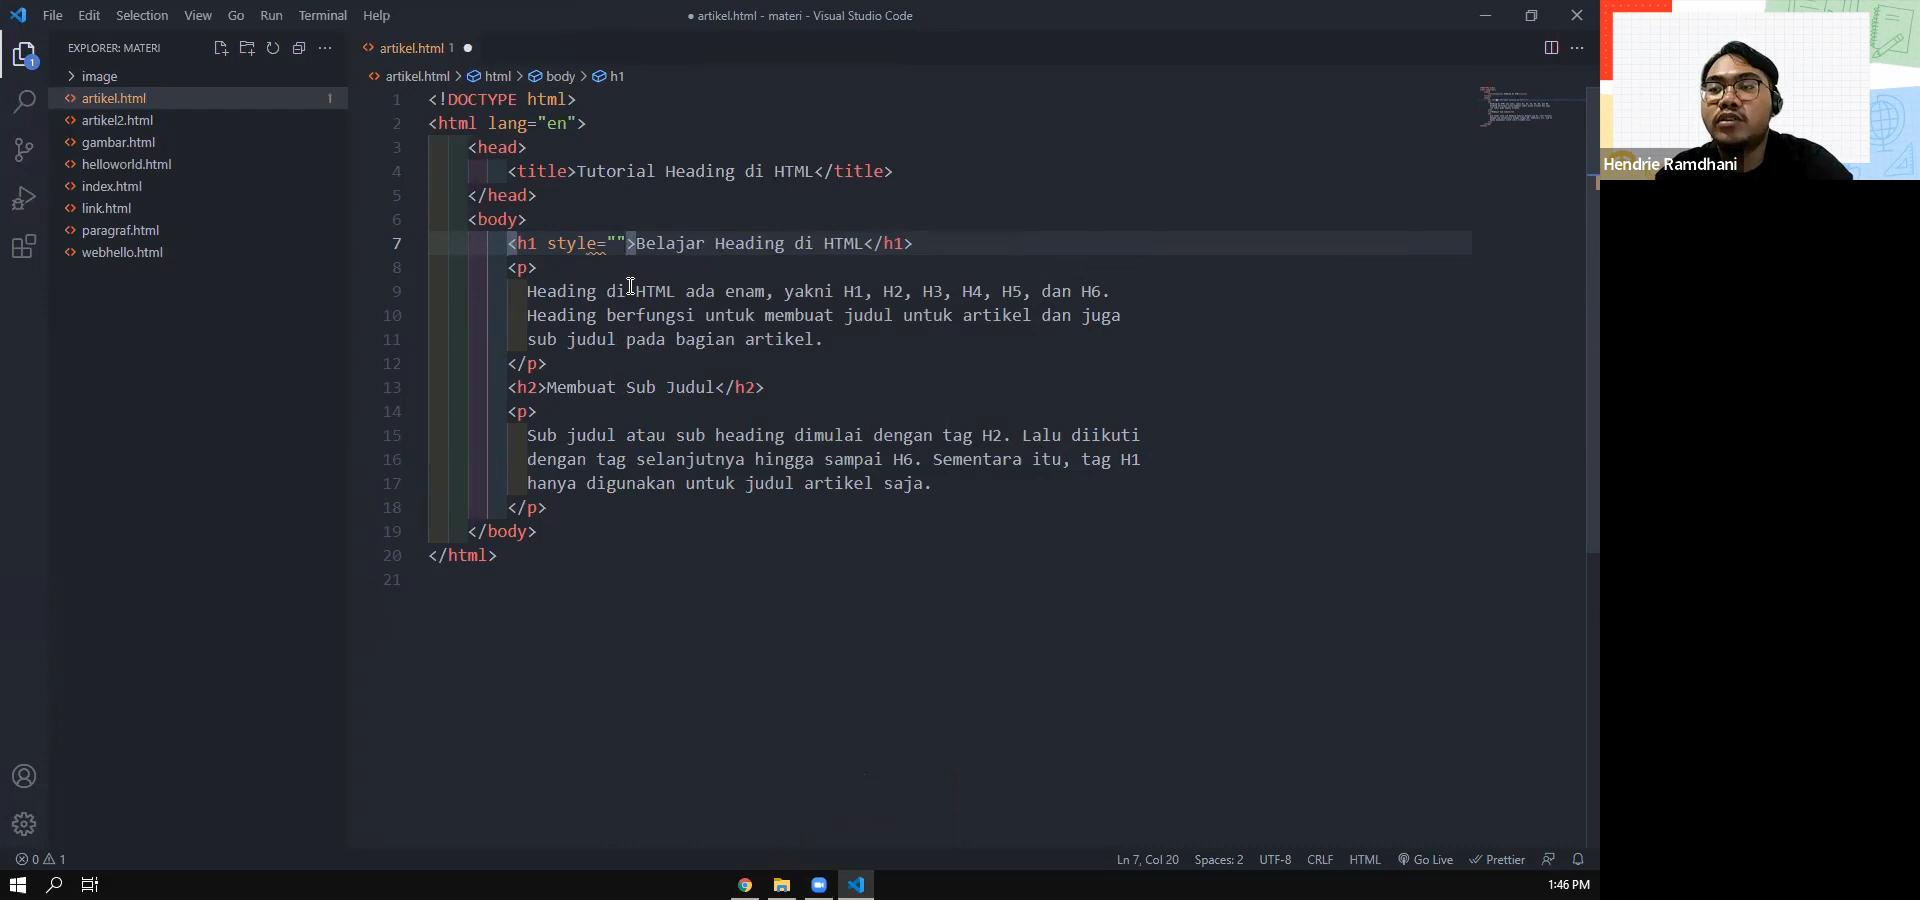 File Edit Selection View Go Run Terminal Help
● artikel.html - materi - Visual Studio Code
EXPLORER: MATERI
image
artikel.html 1
artikel2.html
gambar.html
helloworld.html
index.html
link.html
paragraf.html
webhello.html
1
artikel.html 1
artikel.html > html > body > h1
1 <!DOCTYPE html>
2 <html lang="en">
3 <head>
4 <title>Tutorial Heading di HTML</title>
5 </head>
6 <body>
7 <h1 style="">Belajar Heading di HTML</h1>
8 <p>
9 Heading di HTML ada enam, yakni H1, H2, H3, H4, H5, dan H6.
10 Heading berfungsi untuk membuat judul untuk artikel dan juga
11 sub judul pada bagian artikel.
12 </p>
13 <h2>Membuat Sub Judul</h2>
14 <p>
15 Sub judul atau sub heading dimulai dengan tag H2. Lalu diikuti
16 dengan tag selanjutnya hingga sampai H6. Sementara itu, tag H1
17 hanya digunakan untuk judul artikel saja.
18 </p>
19 </body>
20 </html>
21
Hendrie Ramdhani
0 1
Ln 7, Col 20 Spaces: 2 UTF-8 CRLF HTML Go Live Prettier
1:46 PM